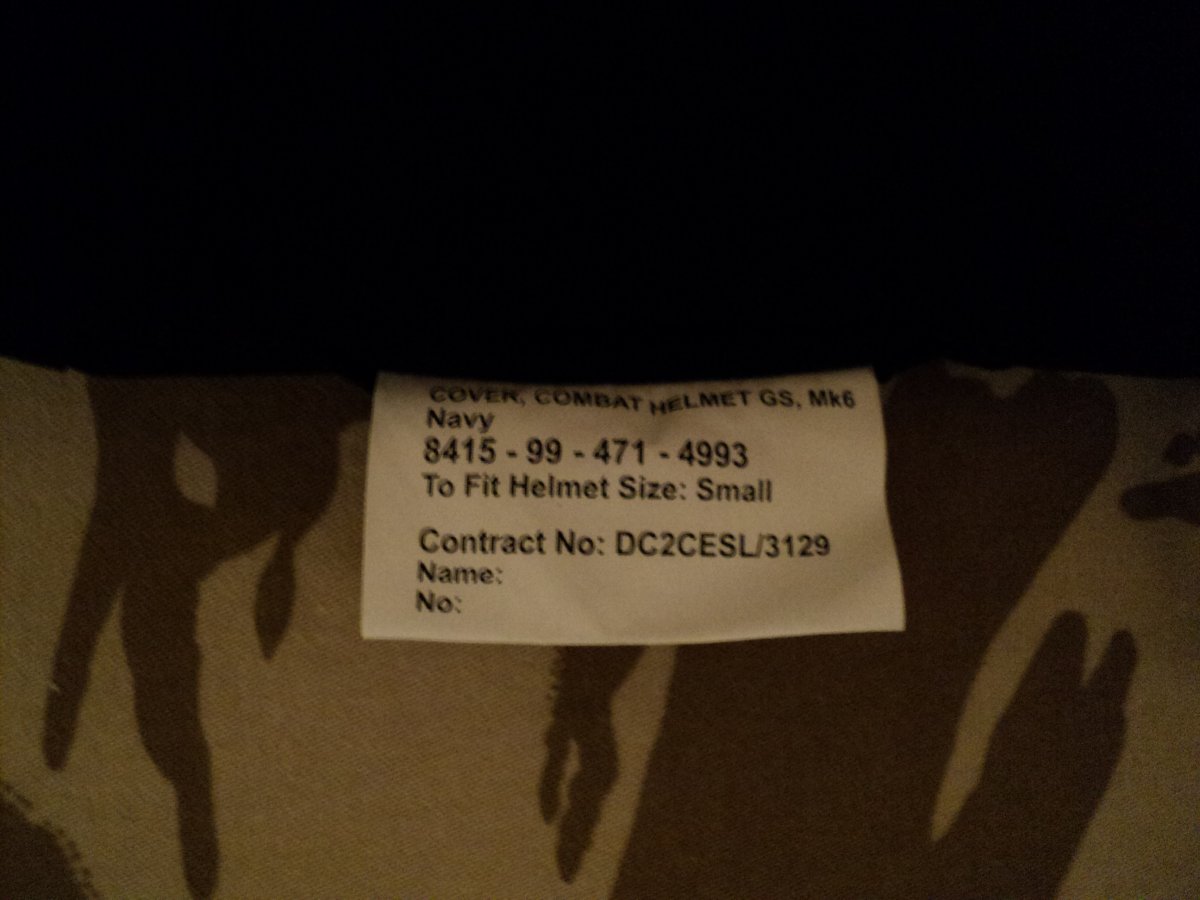 COVER, COMBAT HELMET GS, Mk6
Navy
8415 - 99 - 471 - 4993
To Fit Helmet Size: Small
Contract No: DC2CESL/3129
Name:
No: